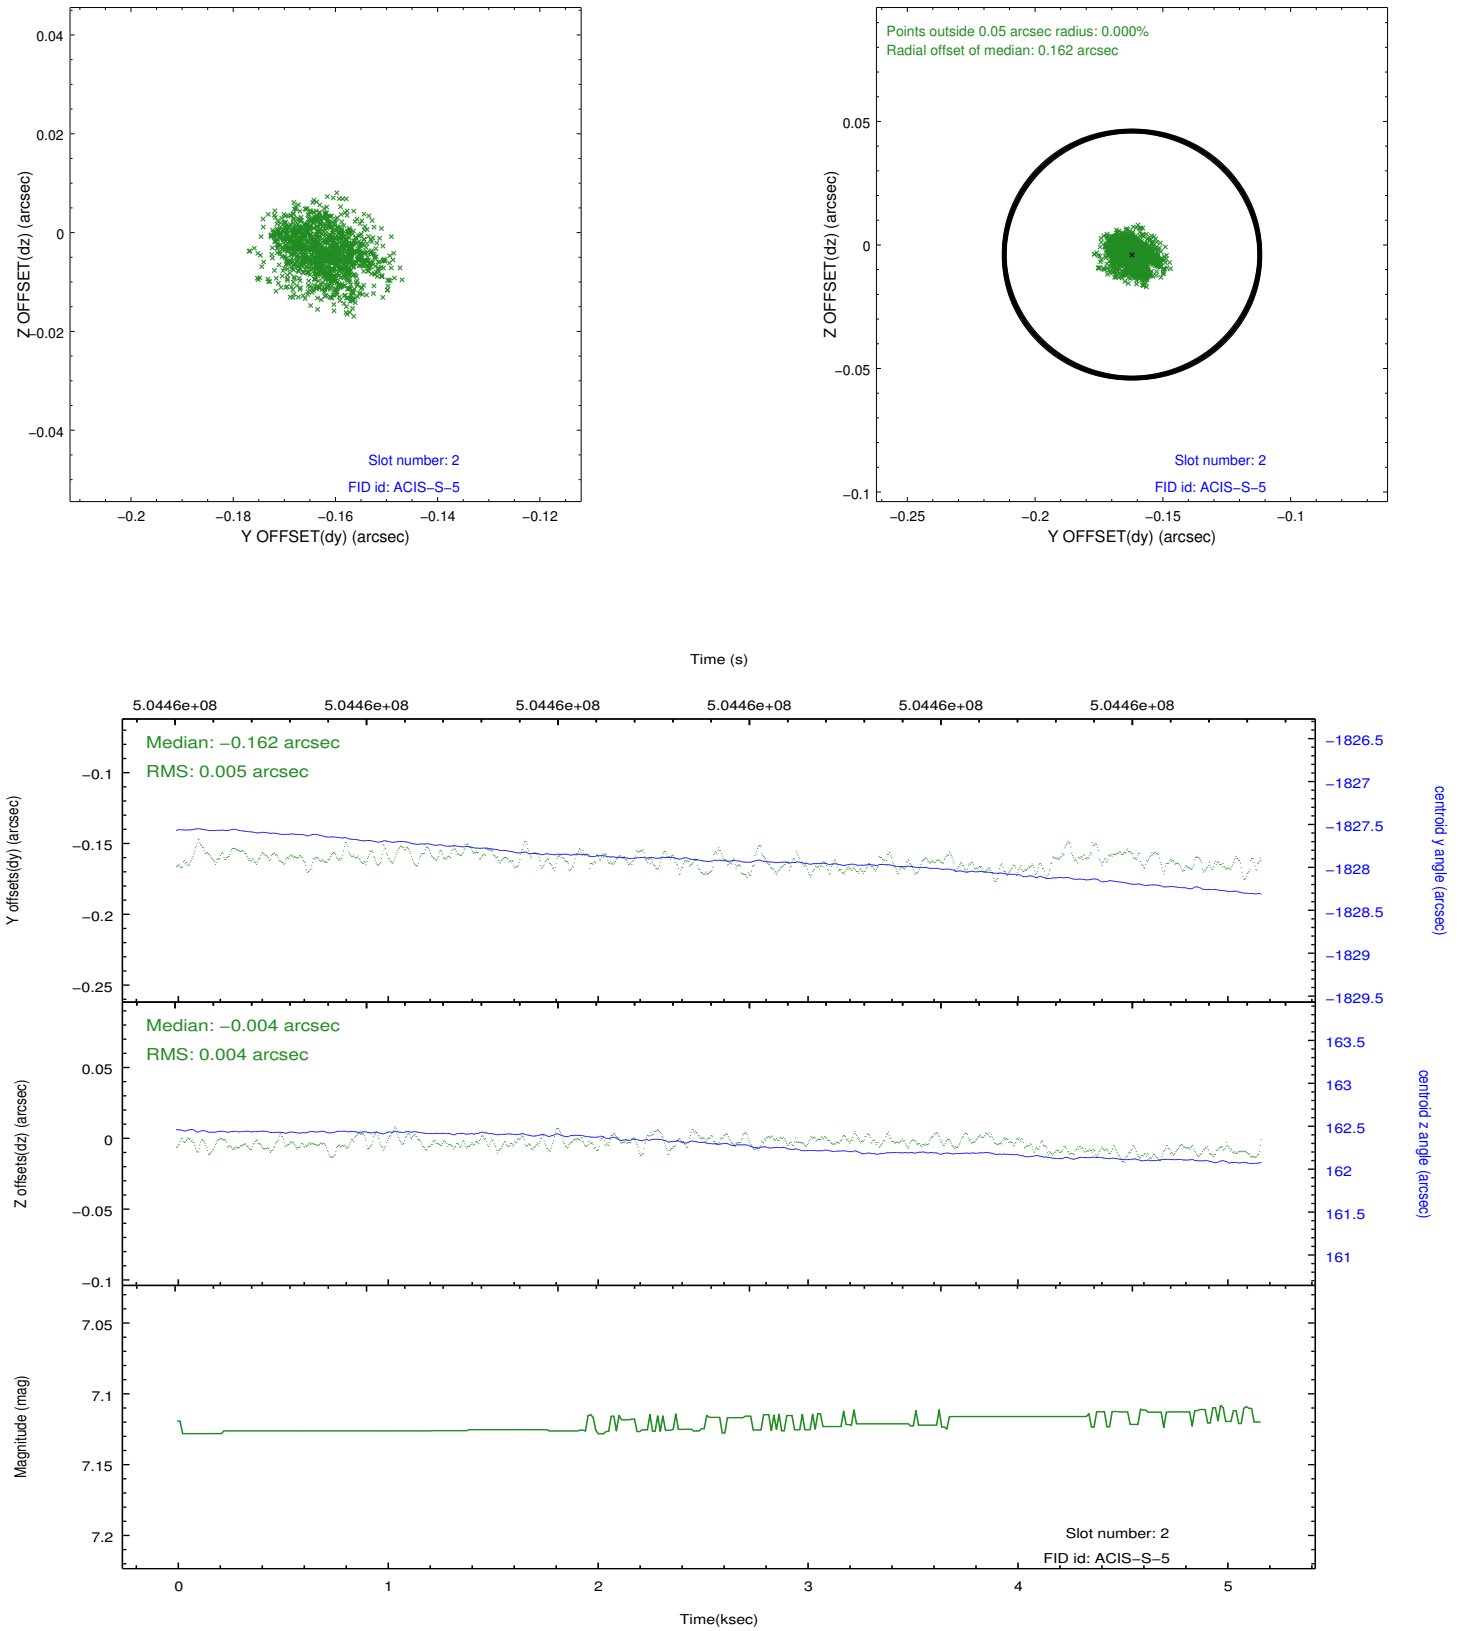 0.04
0.02
0
−0.02
−0.04
Z OFFSET(dz) (arcsec)
Slot number: 2
FID id: ACIS−S−5
−0.2
−0.18
−0.16
−0.14
−0.12
Y OFFSET(dy) (arcsec)
Points outside 0.05 arcsec radius: 0.000%
Radial offset of median: 0.162 arcsec
0.05
0
−0.05
−0.1
Z OFFSET(dz) (arcsec)
Slot number: 2
FID id: ACIS−S−5
−0.25
−0.2
−0.15
−0.1
Y OFFSET(dy) (arcsec)
Time (s)
5.0446e+08
5.0446e+08
5.0446e+08
5.0446e+08
5.0446e+08
5.0446e+08
Median: −0.162 arcsec
RMS: 0.005 arcsec
−0.1
−0.15
−0.2
−0.25
Y offsets(dy) (arcsec)
−1826.5
−1827
−1827.5
−1828
−1828.5
−1829
−1829.5
centroid y angle (arcsec)
Median: −0.004 arcsec
RMS: 0.004 arcsec
0.05
0
−0.05
−0.1
Z offsets(dz) (arcsec)
163.5
163
162.5
162
161.5
161
centroid z angle (arcsec)
7.05
7.1
7.15
7.2
Magnitude (mag)
Slot number: 2
FID id: ACIS−S−5
0
1
2
3
4
5
Time(ksec)